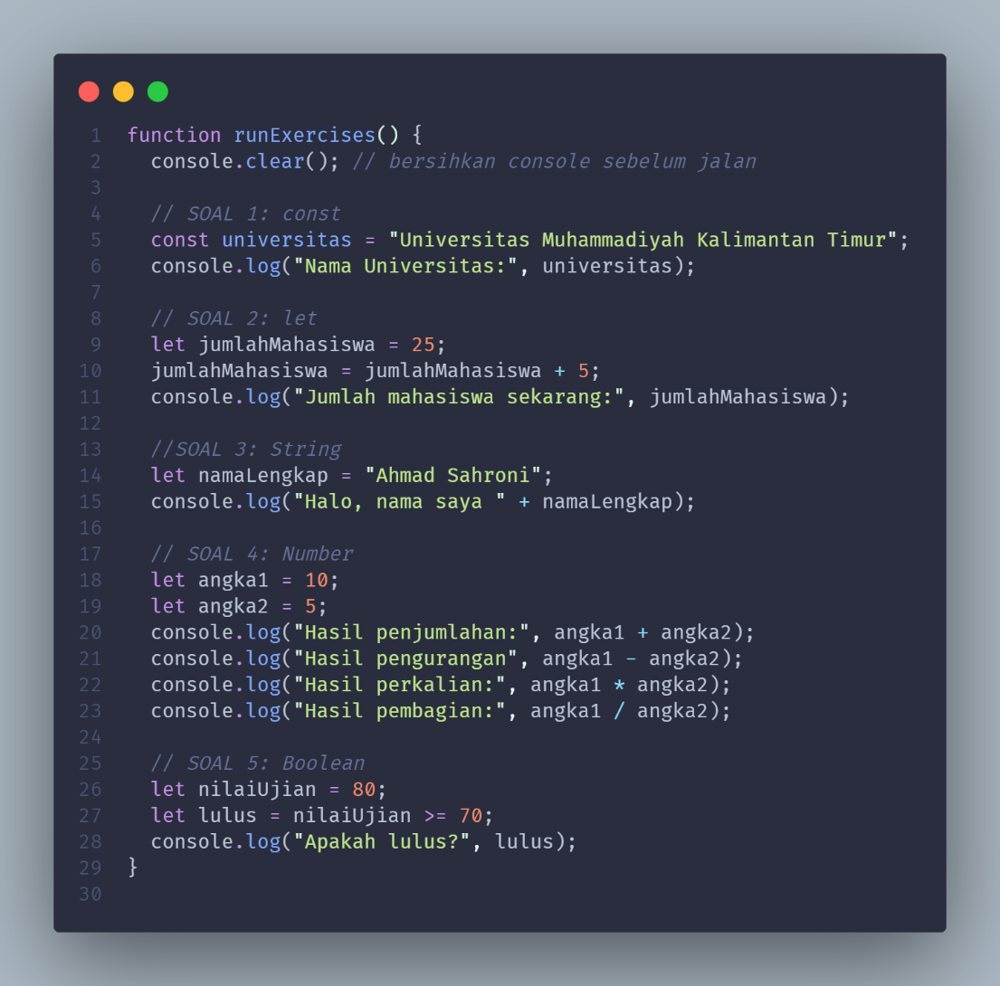 1 function runExercises() {
2   console.clear(); // bersihkan console sebelum jalan
3
4   // SOAL 1: const
5   const universitas = "Universitas Muhammadiyah Kalimantan Timur";
6   console.log("Nama Universitas:", universitas);
7
8   // SOAL 2: let
9   let jumlahMahasiswa = 25;
10   jumlahMahasiswa = jumlahMahasiswa + 5;
11   console.log("Jumlah mahasiswa sekarang:", jumlahMahasiswa);
12
13   //SOAL 3: String
14   let namaLengkap = "Ahmad Sahroni";
15   console.log("Halo, nama saya " + namaLengkap);
16
17   // SOAL 4: Number
18   let angka1 = 10;
19   let angka2 = 5;
20   console.log("Hasil penjumlahan:", angka1 + angka2);
21   console.log("Hasil pengurangan", angka1 - angka2);
22   console.log("Hasil perkalian:", angka1 * angka2);
23   console.log("Hasil pembagian:", angka1 / angka2);
24
25   // SOAL 5: Boolean
26   let nilaiUjian = 80;
27   let lulus = nilaiUjian >= 70;
28   console.log("Apakah lulus?", lulus);
29 }
30